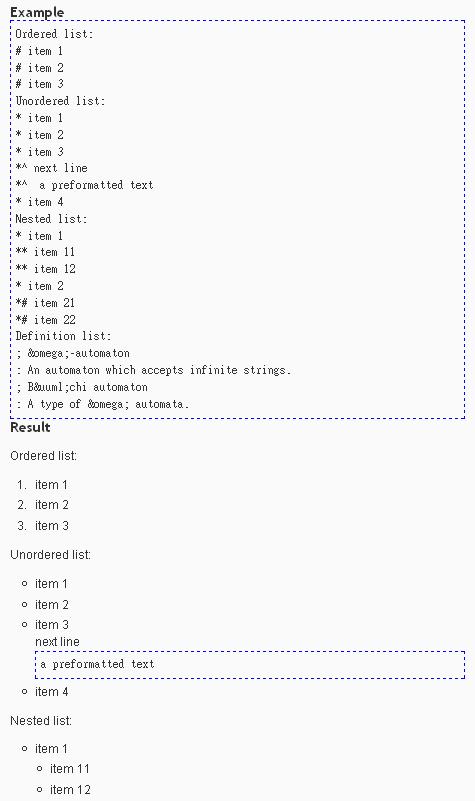 Example
Ordered list:
# item 1
# item 2
# item 3
Unordered list:
* item 1
* item 2
* item 3
*^ next line
*^  a preformatted text
* item 4
Nested list:
* item 1
** item 11
** item 12
* item 2
*# item 21
*# item 22
Definition list:
; &omega;-automaton
: An automaton which accepts infinite strings.
; B&uuml;chi automaton
: A type of &omega; automata.
Result
Ordered list:
1. item 1
2. item 2
3. item 3
Unordered list:
item 1
item 2
item 3
next line
a preformatted text
item 4
Nested list:
item 1
item 11
item 12